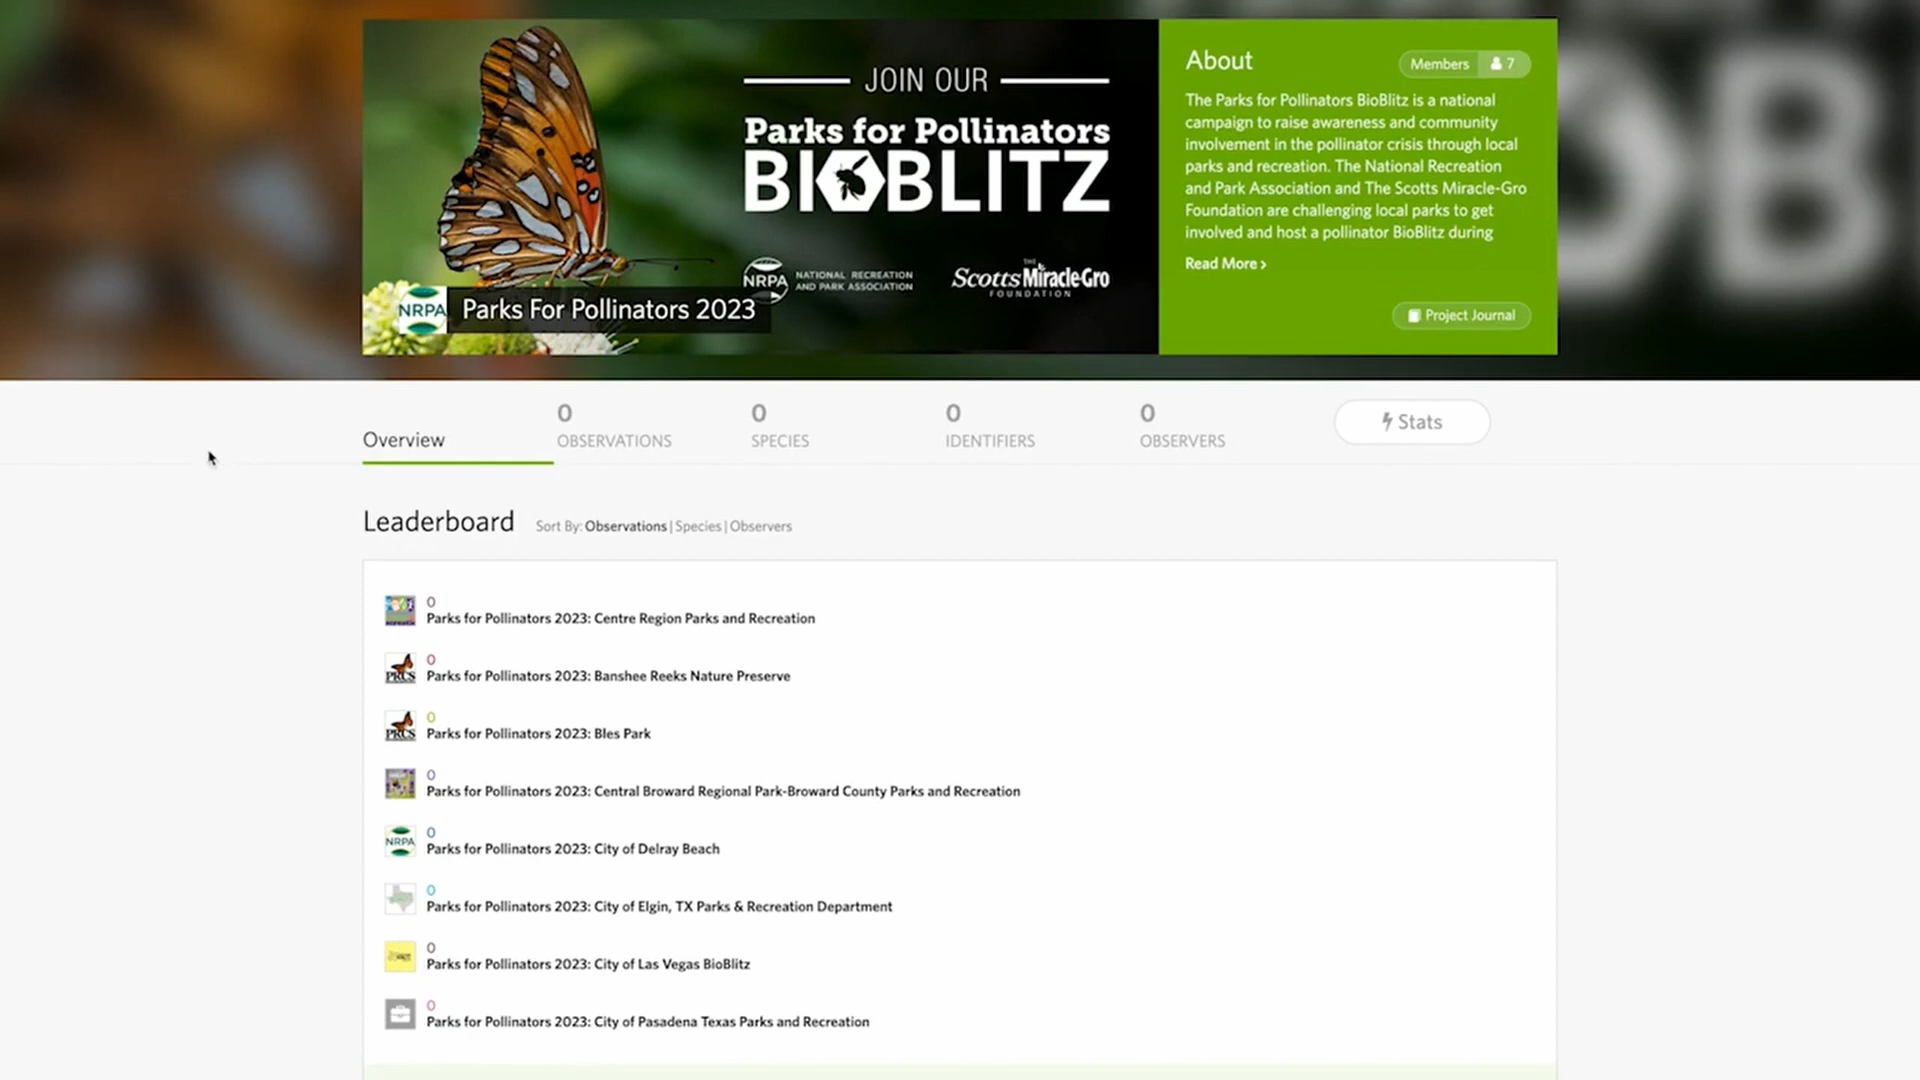 JOIN OUR
Parks for Pollinators
BIOBLITZ
NRPA NATIONAL RECREATION
AND PARK ASSOCIATION
THE
Scotts Miracle-Gro
FOUNDATION
NRPA
Parks For Pollinators 2023
About
Members 7
The Parks for Pollinators BioBlitz is a national
campaign to raise awareness and community
involvement in the pollinator crisis through local
parks and recreation. The National Recreation
and Park Association and The Scotts Miracle-Gro
Foundation are challenging local parks to get
involved and host a pollinator BioBlitz during
Read More ›
Project Journal
Overview
0
OBSERVATIONS
0
SPECIES
0
IDENTIFIERS
0
OBSERVERS
Stats
Leaderboard
Sort By: Observations | Species | Observers
0
Parks for Pollinators 2023: Centre Region Parks and Recreation
PRCS
0
Parks for Pollinators 2023: Banshee Reeks Nature Preserve
PRCS
0
Parks for Pollinators 2023: Bles Park
0
Parks for Pollinators 2023: Central Broward Regional Park-Broward County Parks and Recreation
NRPA
0
Parks for Pollinators 2023: City of Delray Beach
0
Parks for Pollinators 2023: City of Elgin, TX Parks & Recreation Department
0
Parks for Pollinators 2023: City of Las Vegas BioBlitz
0
Parks for Pollinators 2023: City of Pasadena Texas Parks and Recreation